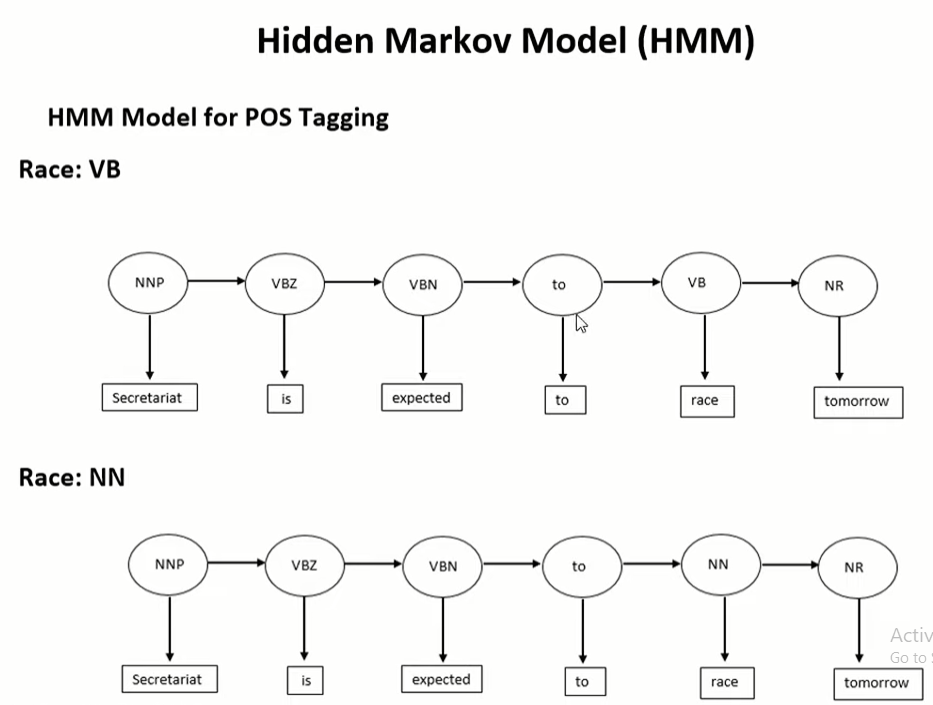 Hidden Markov Model (HMM)
HMM Model for POS Tagging
Race: VB
NNP VBZ VBN to VB NR
Secretariat is expected to race tomorrow
Race: NN
NNP VBZ VBN to NN NR
Activ
Go to
Secretariat is expected to race tomorrow